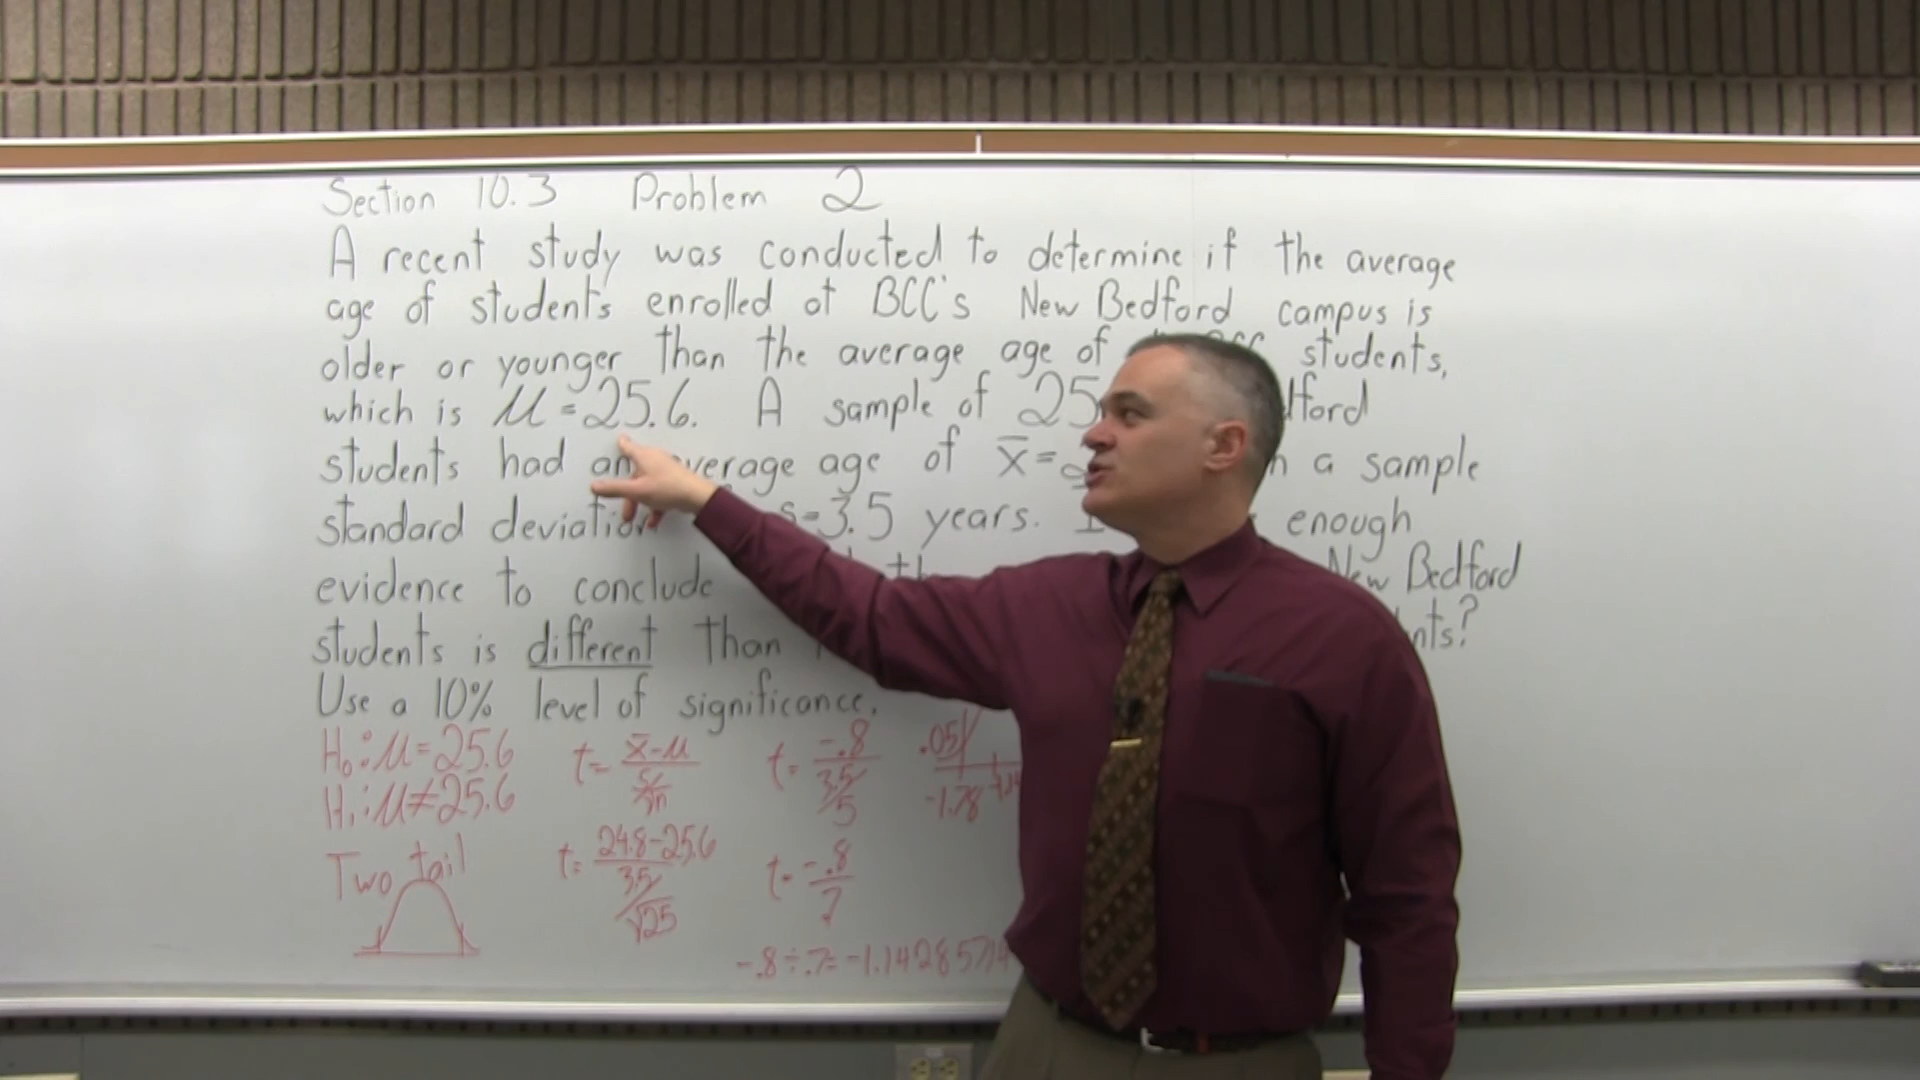 Section 10.3 Problem 2
A recent study was conducted to determine if the average
age of students enrolled at BCC's New Bedford campus is
older or younger than the average age of students,
which is μ = 25.6. A sample of 25
students had an average age of x̄ = a sample
standard deviation s = 3.5 years. enough
evidence to conclude New Bedford
students is different than
Use a 10% level of significance.
H₀: μ = 25.6
H₁: μ ≠ 25.6
Two tail
t = (x̄ - μ) / (s/√n)
t = (24.8 - 25.6) / (3.5/√25)
t = -.8 / (3.5/5)
t = -.8 / .7
-.8 ÷ .7 = -1.14285714
.05
-1.78